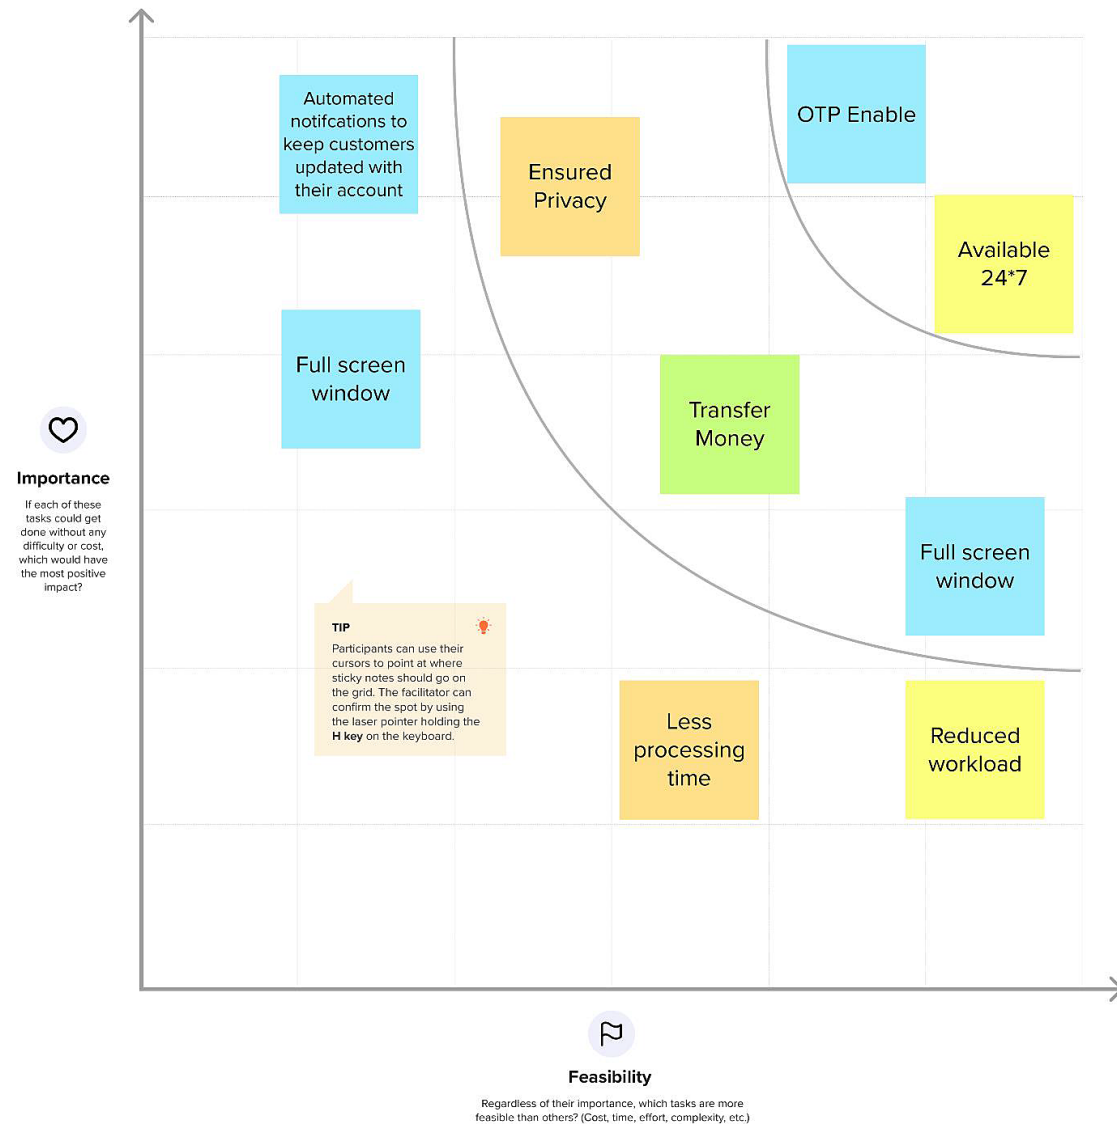 Automated
notifcations to
keep customers
updated with
their account
Ensured
Privacy
OTP Enable
Available
24*7
Full screen
window
Transfer
Money
Full screen
window
Importance
If each of these
tasks could get
done without any
difficulty or cost,
which would have
the most positive
impact?
TIP
Participants can use their
cursors to point at where
sticky notes should go on
the grid. The facilitator can
confirm the spot by using
the laser pointer holding the
H key on the keyboard.
Less
processing
time
Reduced
workload
Feasibility
Regardless of their importance, which tasks are more
feasible than others? (Cost, time, effort, complexity, etc.)